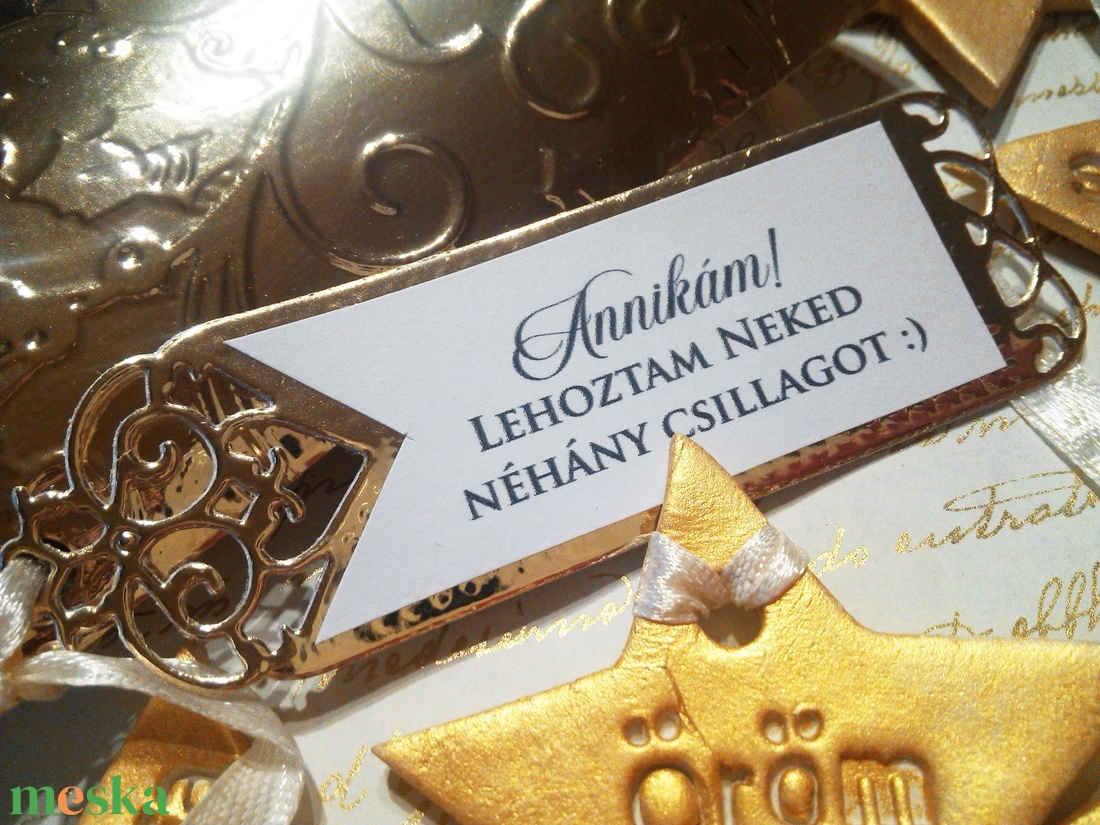 Annikám!
Lehoztam Neked
néhány csillagot :)
öröm
meska